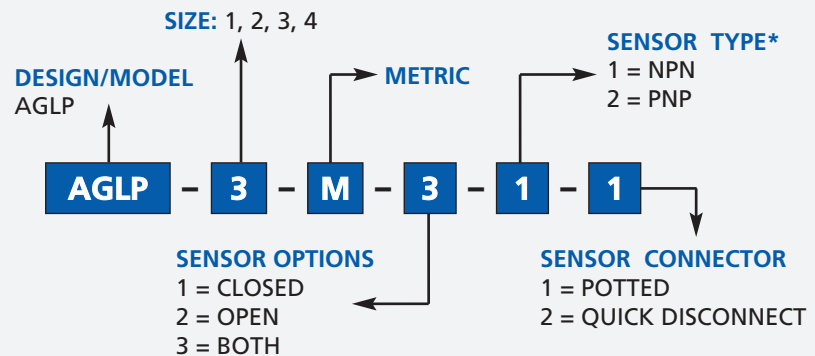 SIZE: 1, 2, 3, 4
DESIGN/MODEL
AGLP
METRIC
SENSOR TYPE*
1 = NPN
2 = PNP
AGLP - 3 - M - 3 - 1 - 1
SENSOR OPTIONS
1 = CLOSED
2 = OPEN
3 = BOTH
SENSOR CONNECTOR
1 = POTTED
2 = QUICK DISCONNECT